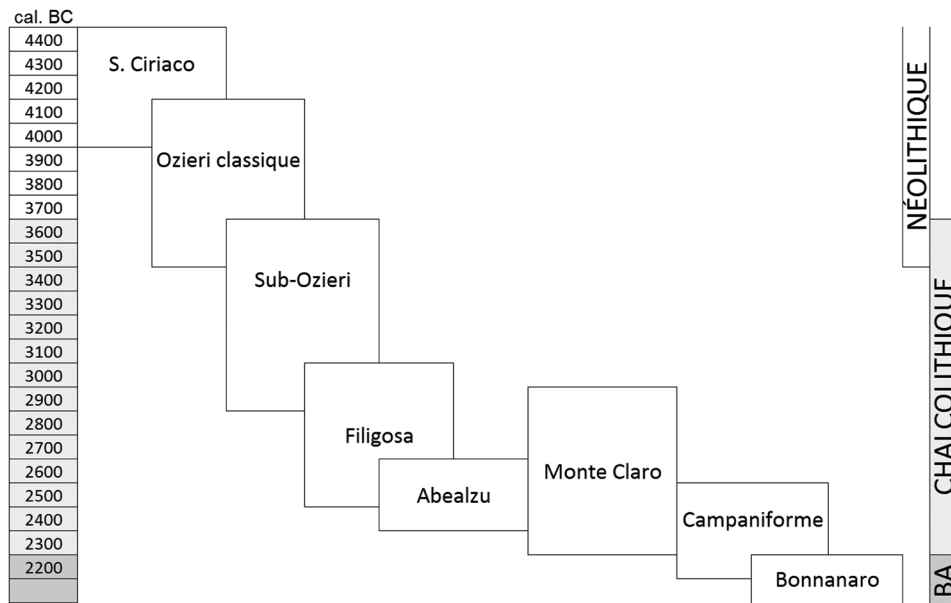 cal. BC
4400
4300
4200
4100
4000
3900
3800
3700
3600
3500
3400
3300
3200
3100
3000
2900
2800
2700
2600
2500
2400
2300
2200
S. Ciriaco
Ozieri classique
Sub-Ozieri
Filigosa
Abealzu
Monte Claro
Campaniforme
Bonnanaro
NÉOLITHIQUE
CHALCOLITHIQUE
BA